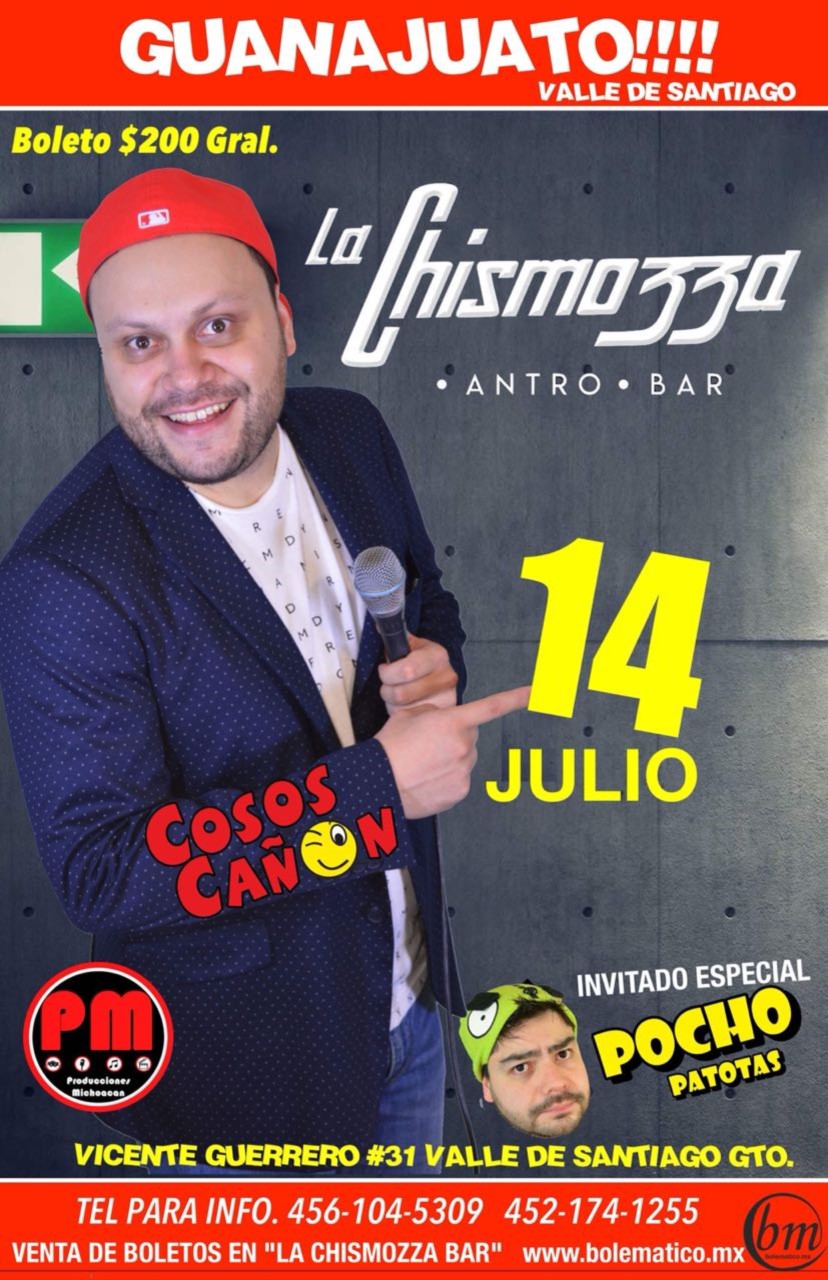 GUANAJUATO!!!!
VALLE DE SANTIAGO
Boleto $200 Gral.
La Chismozza
• ANTRO • BAR
14
JULIO
COSOS
CAÑON
INVITADO ESPECIAL
POCHO
PATOTAS
PM
Producciones
Michoacan
VICENTE GUERRERO #31 VALLE DE SANTIAGO GTO.
TEL PARA INFO. 456-104-5309 452-174-1255
VENTA DE BOLETOS EN "LA CHISMOZZA BAR" www.bolematico.mx
bm
Bolematico.mx